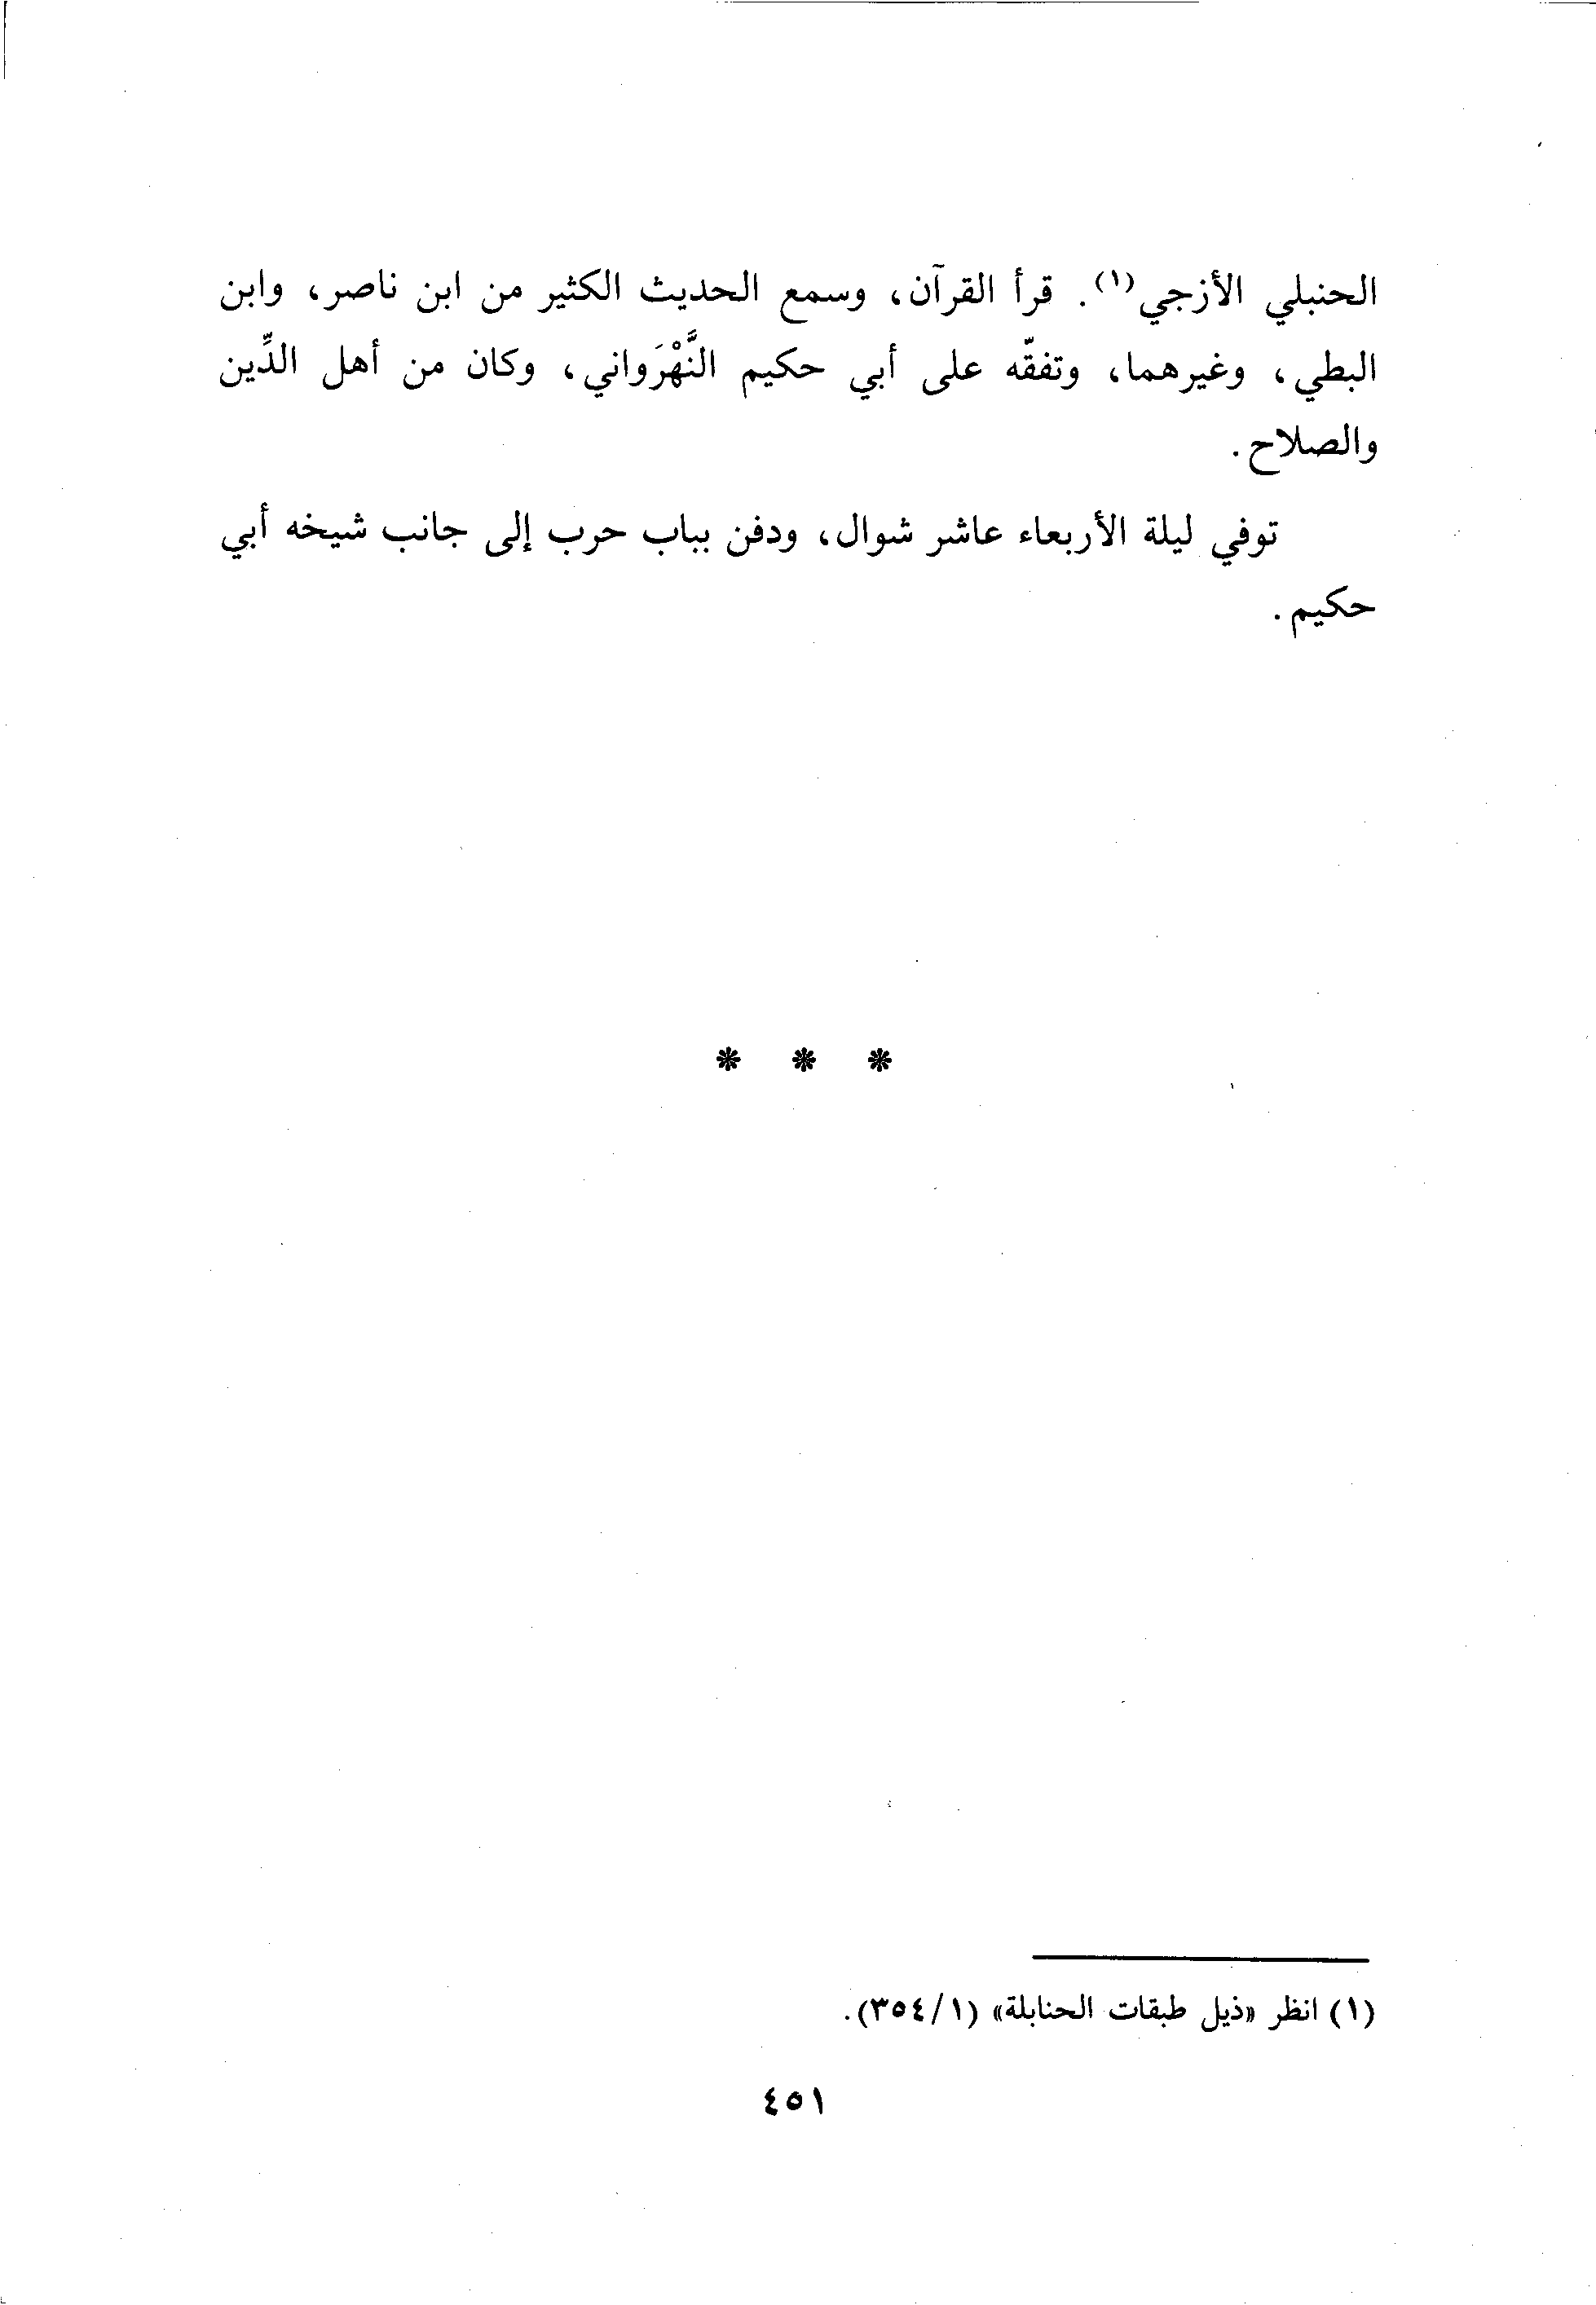 الحنبلي الأزجي(١). قرأ القرآن، وسمع الحديث الكثير من ابن ناصر، وابن
البطي، وغيرهما، وتفقّه على أبي حكيم النَّهْرَواني، وكان من أهل الدِّين
والصلاح.
توفي ليلة الأربعاء عاشر شوال، ودفن بباب حرب إلى جانب شيخه أبي
حكيم.
* * *
(١) انظر «ذيل طبقات الحنابلة» (١/٣٥٤).
٤٥١